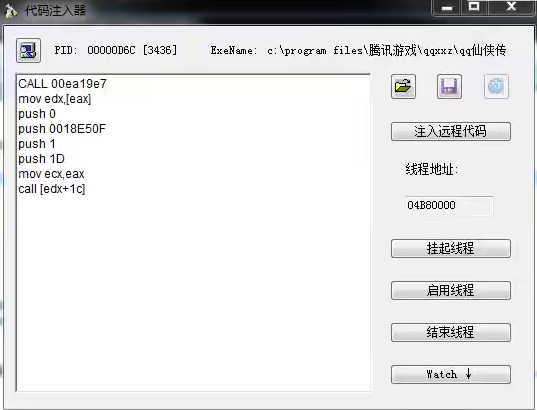 代码注入器
PID: 00000D6C [3436] ExeName: c:\program files\腾讯游戏\qqxxz\qq仙侠传
CALL 00ea19e7
mov edx,[eax]
push 0
push 0018E50F
push 1
push 1D
mov ecx,eax
call [edx+1c]
注入远程代码
线程地址:
04B80000
挂起线程
启用线程
结束线程
Watch ↓